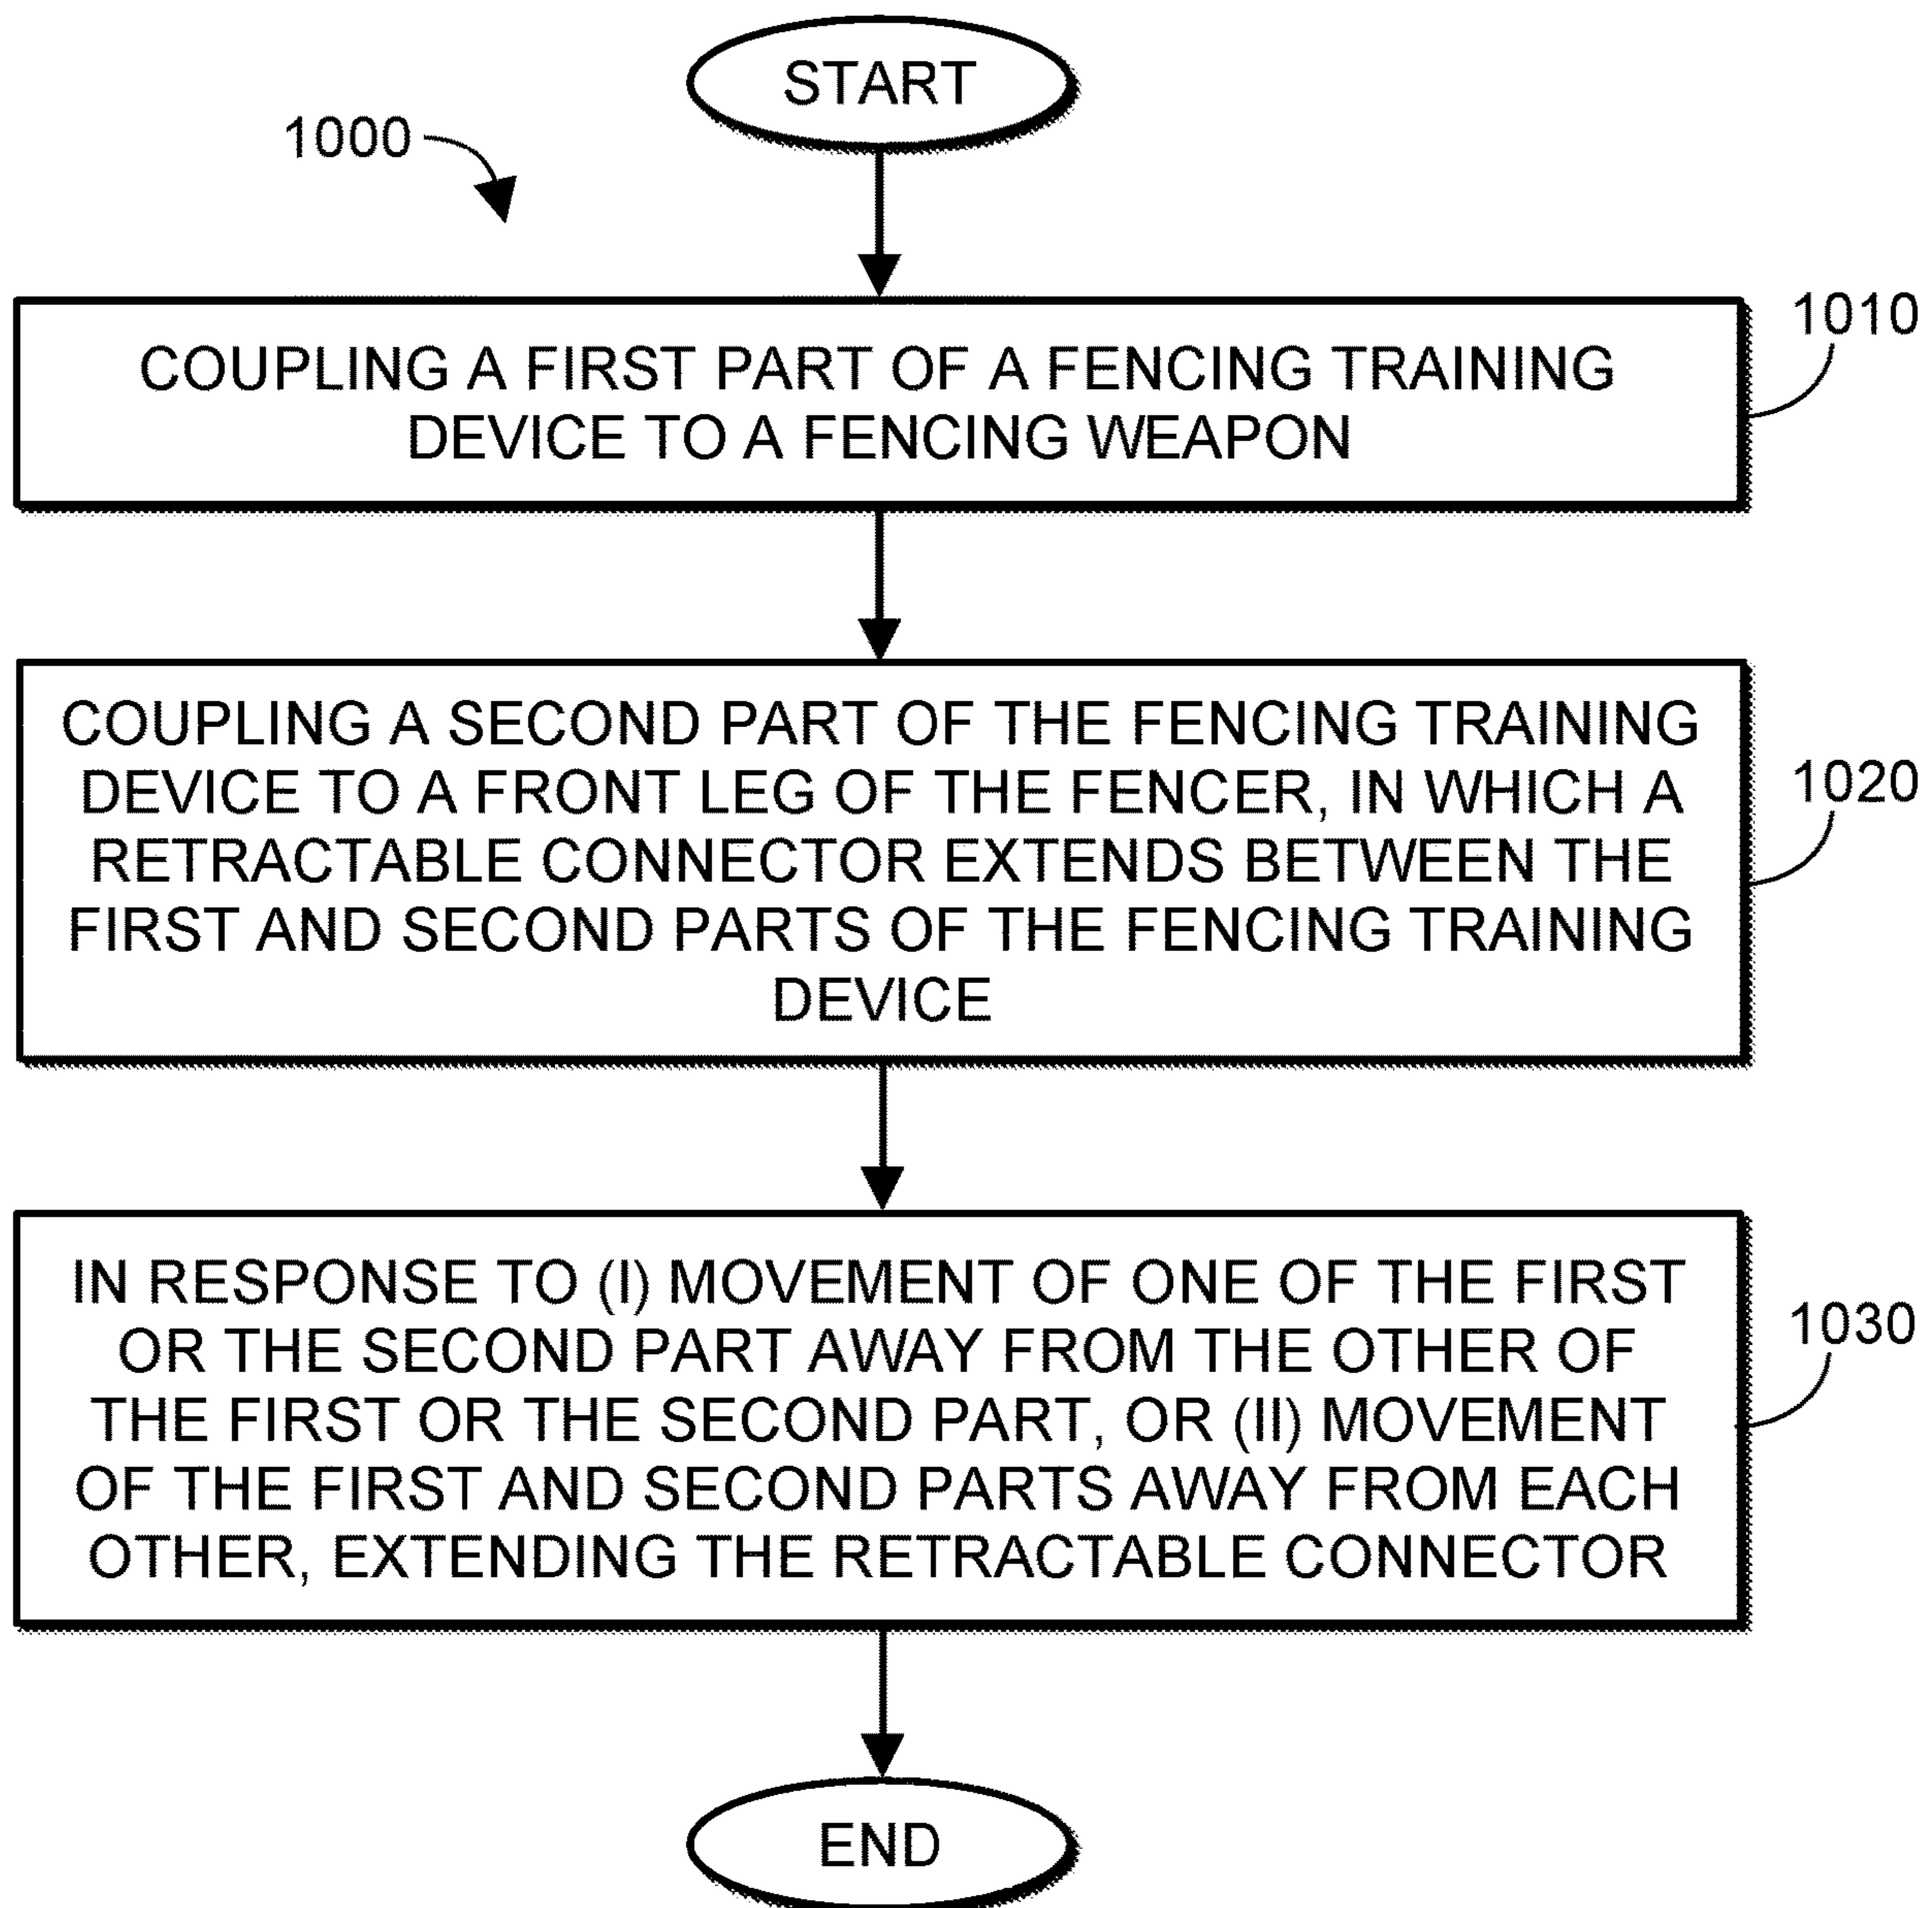 START
1000
1010
COUPLING A FIRST PART OF A FENCING TRAINING
DEVICE TO A FENCING WEAPON
COUPLING A SECOND PART OF THE FENCING TRAINING
DEVICE TO A FRONT LEG OF THE FENCER, IN WHICH A
1020
RETRACTABLE CONNECTOR EXTENDS BETWEEN THE
FIRST AND SECOND PARTS OF THE FENCING TRAINING
DEVICE
IN RESPONSE TO (I) MOVEMENT OF ONE OF THE FIRST
1030
OR THE SECOND PART AWAY FROM THE OTHER OF
THE FIRST OR THE SECOND PART, OR (II) MOVEMENT
OF THE FIRST AND SECOND PARTS AWAY FROM EACH
OTHER, EXTENDING THE RETRACTABLE CONNECTOR
END